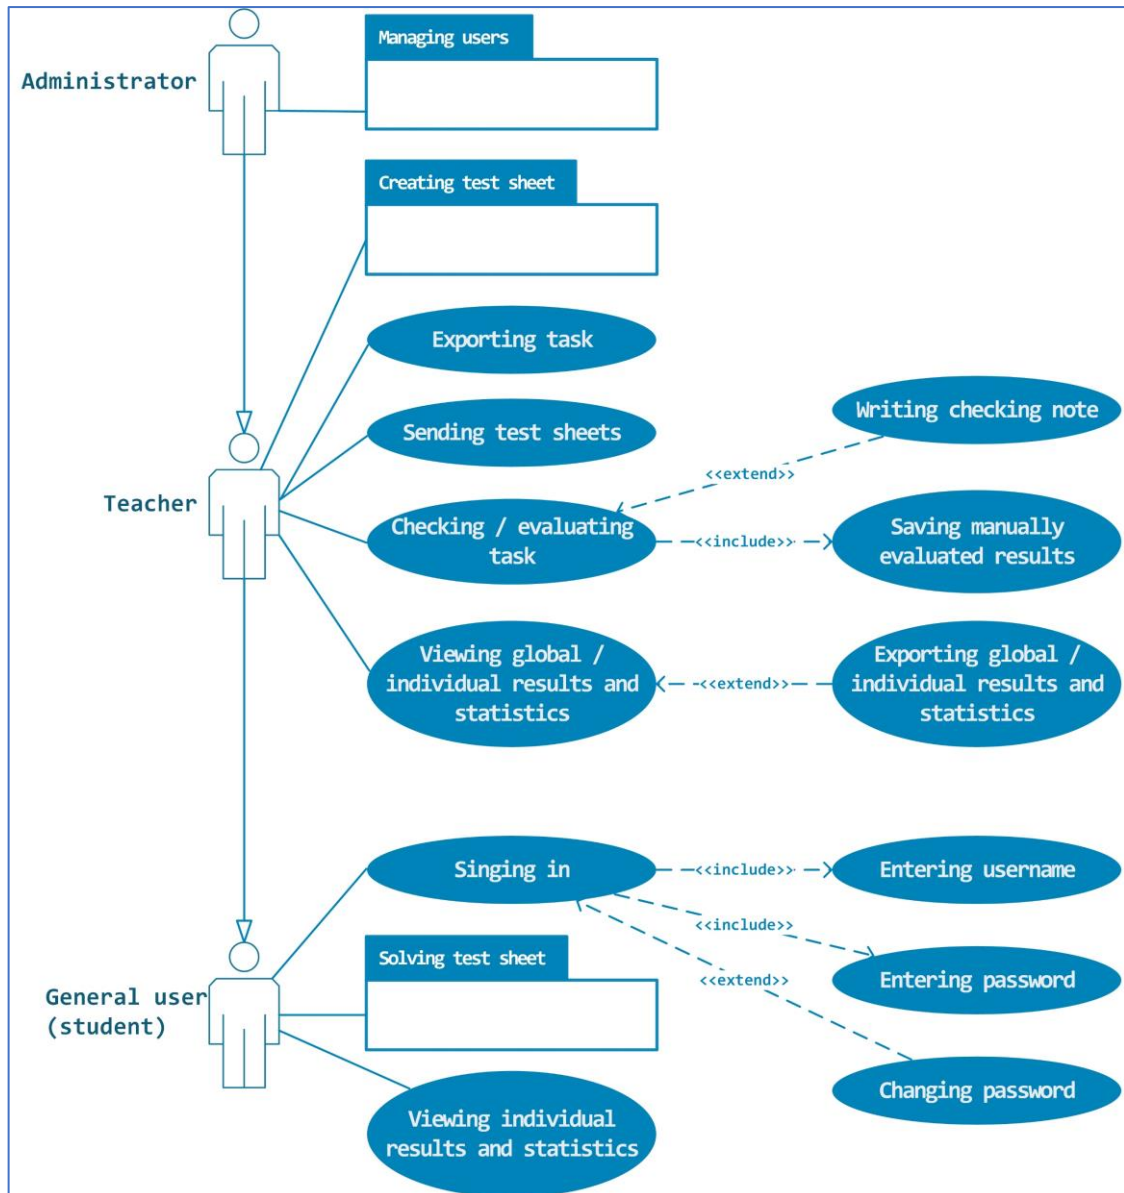 Managing users
Administrator
Creating test sheet
Exporting task
Writing checking note
Sending test sheets
<<extend>>
Teacher
Checking / evaluating
task
<<include>>
Saving manually
evaluated results
Viewing global /
individual results and
statistics
<<extend>>
Exporting global /
individual results and
statistics
Singing in
<<include>>
Entering username
<<include>>
Solving test sheet
<<extend>>
Entering password
General user
(student)
Changing password
Viewing individual
results and statistics